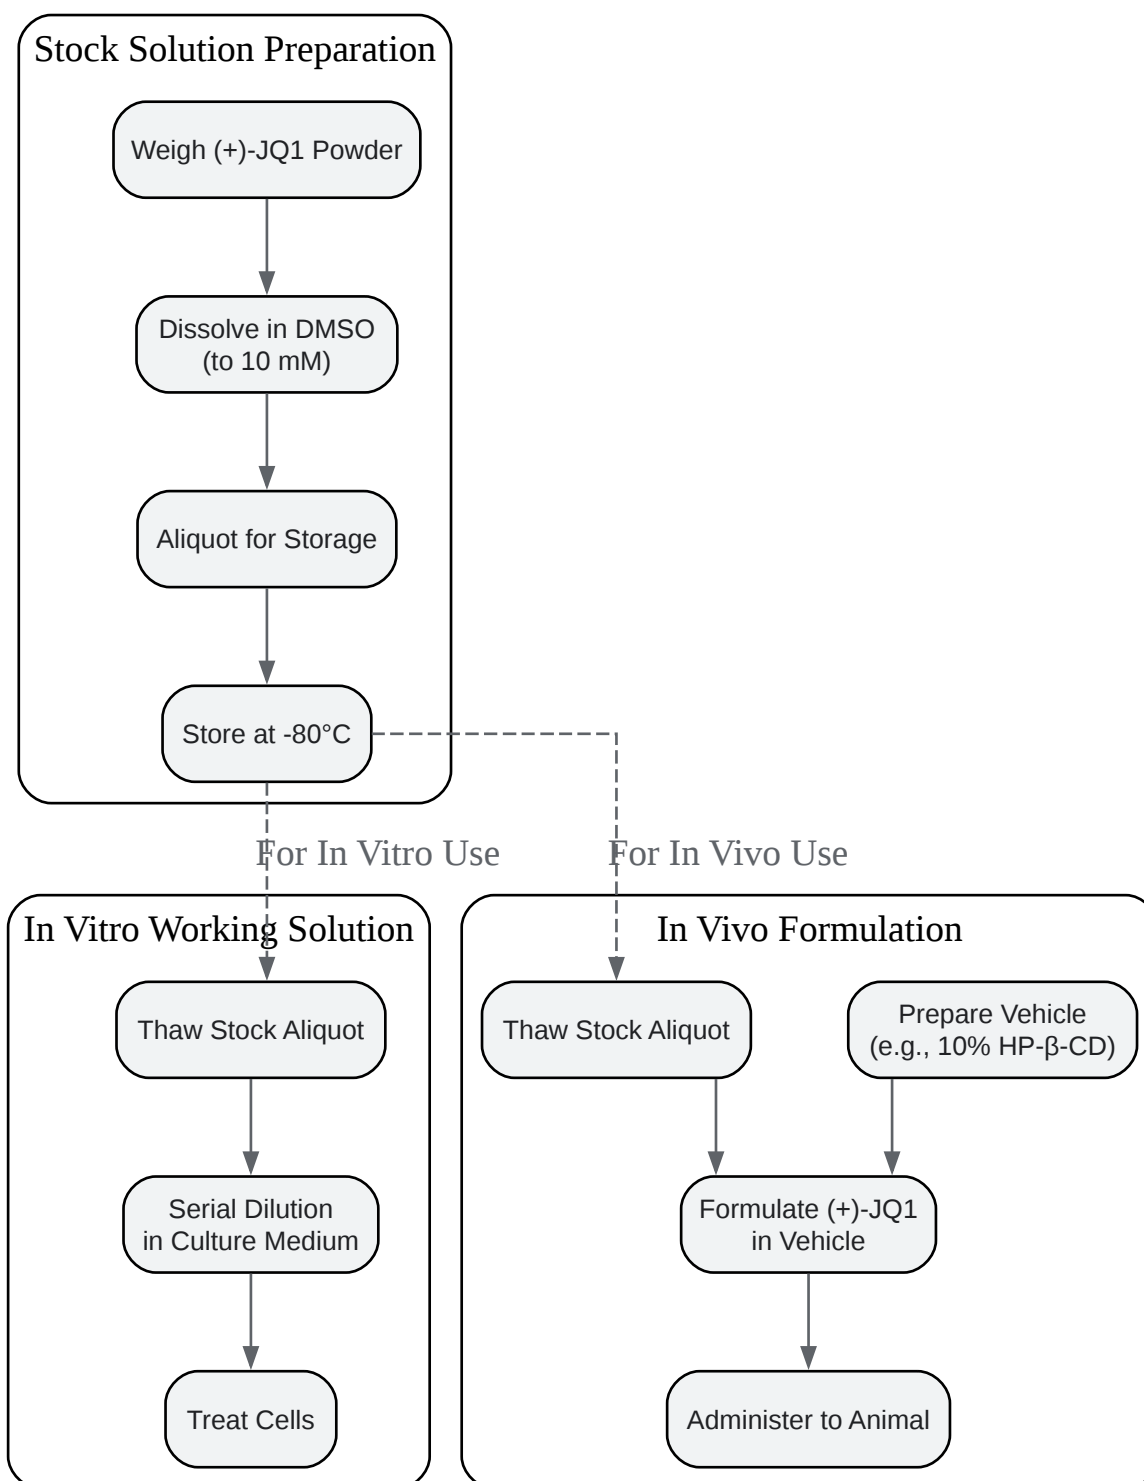 Stock Solution Preparation
Weigh (+)-JQ1 Powder
Dissolve in DMSO
(to 10 mM)
Aliquot for Storage
Store at -80°C
For In Vitro Use
For In Vivo Use
In Vitro Working Solution
Thaw Stock Aliquot
Serial Dilution
in Culture Medium
Treat Cells
In Vivo Formulation
Thaw Stock Aliquot
Prepare Vehicle
(e.g., 10% HP-β-CD)
Formulate (+)-JQ1
in Vehicle
Administer to Animal